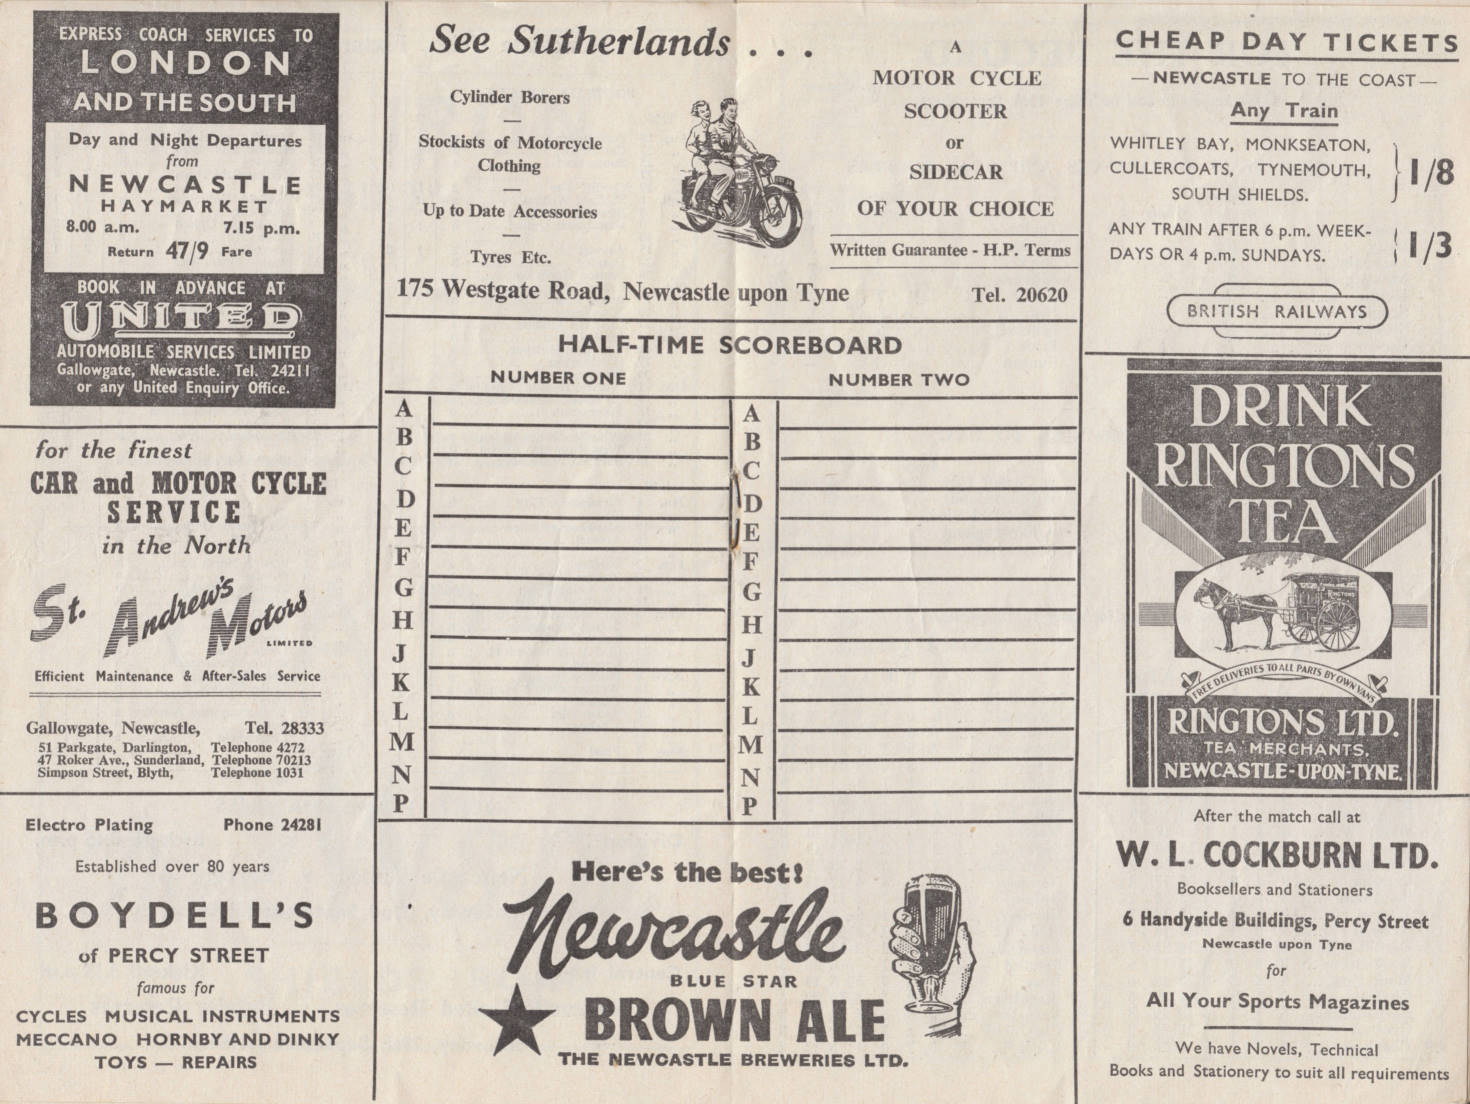 EXPRESS COACH SERVICES TO
LONDON
AND THE SOUTH
Day and Night Departures
from
NEWCASTLE
HAYMARKET
8.00 a.m. 7.15 p.m.
Return 47/9 Fare
BOOK IN ADVANCE AT
UNITED
AUTOMOBILE SERVICES LIMITED
Gallowgate, Newcastle. Tel. 24211
or any United Enquiry Office.
for the finest
CAR and MOTOR CYCLE
SERVICE
in the North
St. Andrew's Motors
LIMITED
Efficient Maintenance & After-Sales Service
Gallowgate, Newcastle, Tel. 28333
51 Parkgate, Darlington, Telephone 4272
47 Roker Ave., Sunderland, Telephone 70213
Simpson Street, Blyth, Telephone 1031
Electro Plating Phone 24281
Established over 80 years
BOYDELL'S
of PERCY STREET
famous for
CYCLES MUSICAL INSTRUMENTS
MECCANO HORNBY AND DINKY
TOYS — REPAIRS
See Sutherlands . . .
Cylinder Borers
—
Stockists of Motorcycle
Clothing
—
Up to Date Accessories
—
Tyres Etc.
A
MOTOR CYCLE
SCOOTER
or
SIDECAR
OF YOUR CHOICE
Written Guarantee - H.P. Terms
175 Westgate Road, Newcastle upon Tyne Tel. 20620
HALF-TIME SCOREBOARD
NUMBER ONE NUMBER TWO
A A
B B
C C
D D
E E
F F
G G
H H
J J
K K
L L
M M
N N
P P
Here's the best!
Newcastle
BLUE STAR
BROWN ALE
THE NEWCASTLE BREWERIES LTD.
CHEAP DAY TICKETS
— NEWCASTLE TO THE COAST —
Any Train
WHITLEY BAY, MONKSEATON,
CULLERCOATS, TYNEMOUTH,
SOUTH SHIELDS.
1/8
ANY TRAIN AFTER 6 p.m. WEEK-
DAYS OR 4 p.m. SUNDAYS.
1/3
BRITISH RAILWAYS
DRINK
RINGTONS
TEA
RINGTONS
FREE DELIVERIES TO ALL PARTS BY OWN VANS
RINGTONS LTD.
TEA MERCHANTS,
NEWCASTLE-UPON-TYNE.
After the match call at
W. L. COCKBURN LTD.
Booksellers and Stationers
6 Handyside Buildings, Percy Street
Newcastle upon Tyne
for
All Your Sports Magazines
We have Novels, Technical
Books and Stationery to suit all requirements